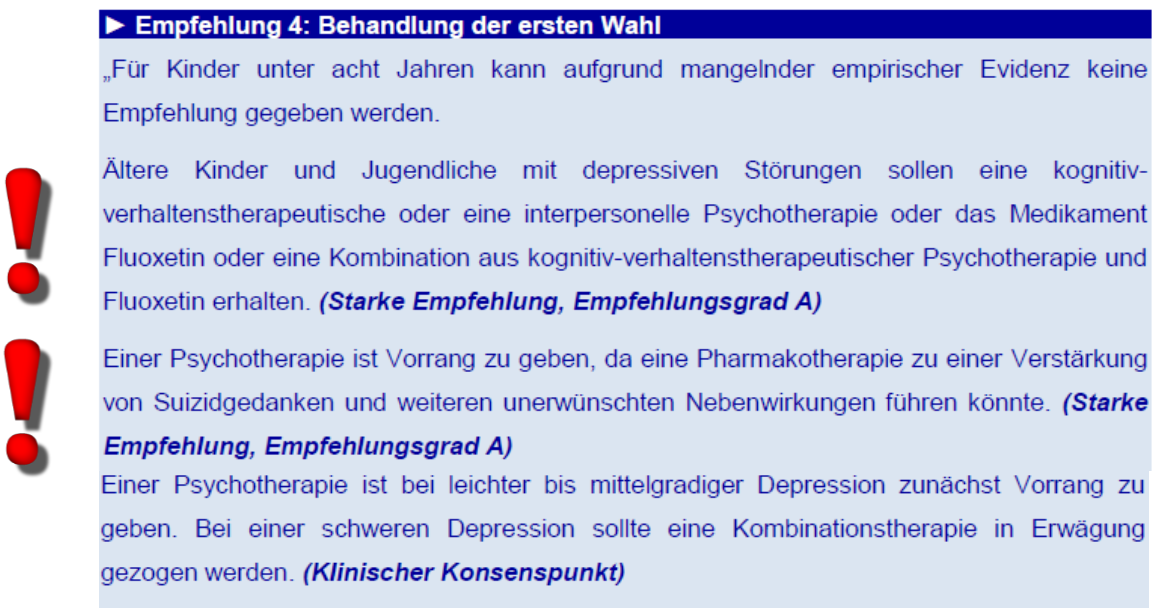 ► Empfehlung 4: Behandlung der ersten Wahl
„Für Kinder unter acht Jahren kann aufgrund mangelnder empirischer Evidenz keine
Empfehlung gegeben werden.
Ältere Kinder und Jugendliche mit depressiven Störungen sollen eine kognitiv-
verhaltenstherapeutische oder eine interpersonelle Psychotherapie oder das Medikament
Fluoxetin oder eine Kombination aus kognitiv-verhaltenstherapeutischer Psychotherapie und
Fluoxetin erhalten. (Starke Empfehlung, Empfehlungsgrad A)
Einer Psychotherapie ist Vorrang zu geben, da eine Pharmakotherapie zu einer Verstärkung
von Suizidgedanken und weiteren unerwünschten Nebenwirkungen führen könnte. (Starke
Empfehlung, Empfehlungsgrad A)
Einer Psychotherapie ist bei leichter bis mittelgradiger Depression zunächst Vorrang zu
geben. Bei einer schweren Depression sollte eine Kombinationstherapie in Erwägung
gezogen werden. (Klinischer Konsenspunkt)